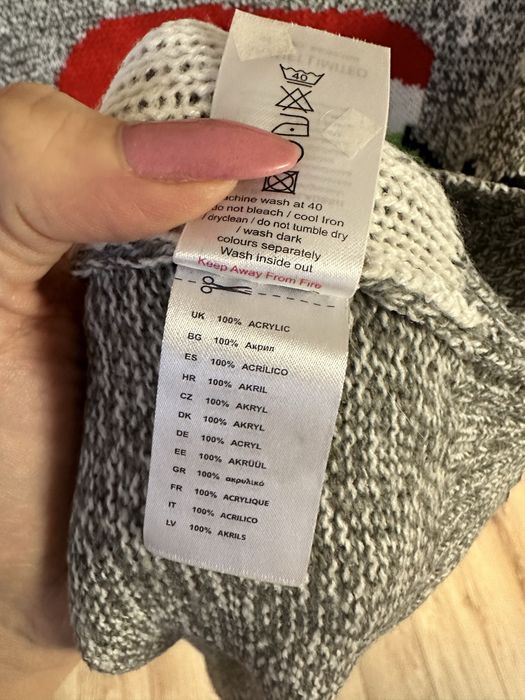 LIMITED
40
machine wash at 40
do not bleach / cool Iron
/ dryclean / do not tumble dry
/ wash dark
colours separately
Wash inside out
Keep Away From Fire
UK 100% ACRYLIC
BG 100% Акрил
ES 100% ACRÍLICO
HR 100% AKRIL
CZ 100% AKRYL
DK 100% AKRYL
DE 100% ACRYL
EE 100% AKRÜÜL
GR 100% ακρυλικό
FR 100% ACRYLIQUE
IT 100% ACRILICO
LV 100% AKRILS